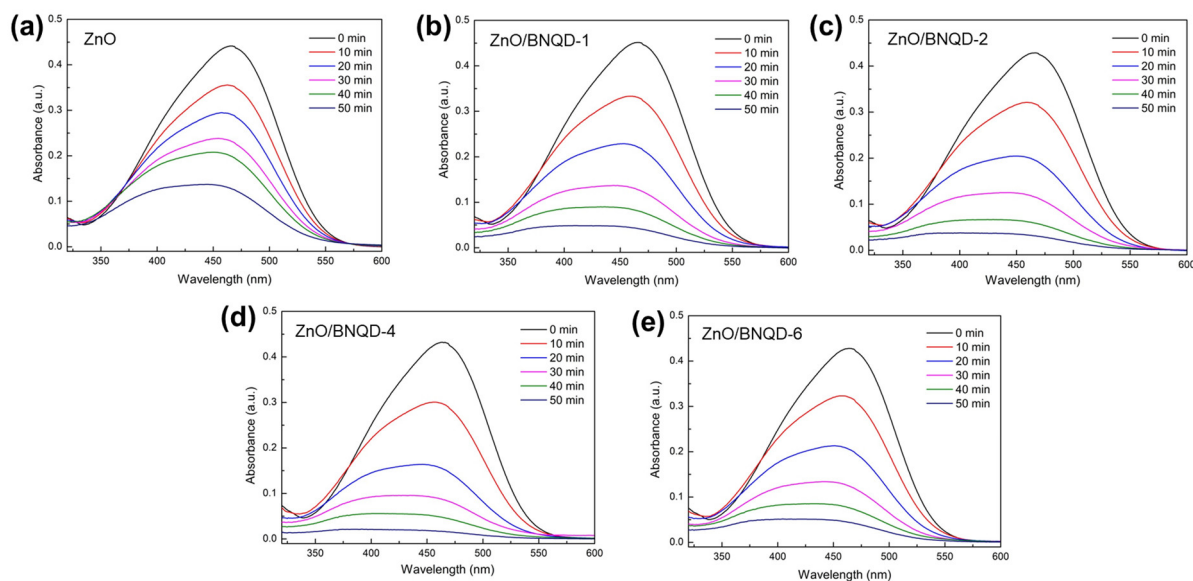 (a)
ZnO
0 min
10 min
20 min
30 min
40 min
50 min
Absorbance (a.u.)
0.5
0.4
0.3
0.2
0.1
0.0
350 400 450 500 550 600
Wavelength (nm)
(b)
ZnO/BNQD-1
0 min
10 min
20 min
30 min
40 min
50 min
Absorbance (a.u.)
0.5
0.4
0.3
0.2
0.1
0.0
350 400 450 500 550 600
Wavelength (nm)
(c)
ZnO/BNQD-2
0 min
10 min
20 min
30 min
40 min
50 min
Absorbance (a.u.)
0.5
0.4
0.3
0.2
0.1
0.0
350 400 450 500 550 600
Wavelength (nm)
(d)
ZnO/BNQD-4
0 min
10 min
20 min
30 min
40 min
50 min
Absorbance (a.u.)
0.5
0.4
0.3
0.2
0.1
0.0
350 400 450 500 550 600
Wavelength (nm)
(e)
ZnO/BNQD-6
0 min
10 min
20 min
30 min
40 min
50 min
Absorbance (a.u.)
0.5
0.4
0.3
0.2
0.1
0.0
350 400 450 500 550 600
Wavelength (nm)